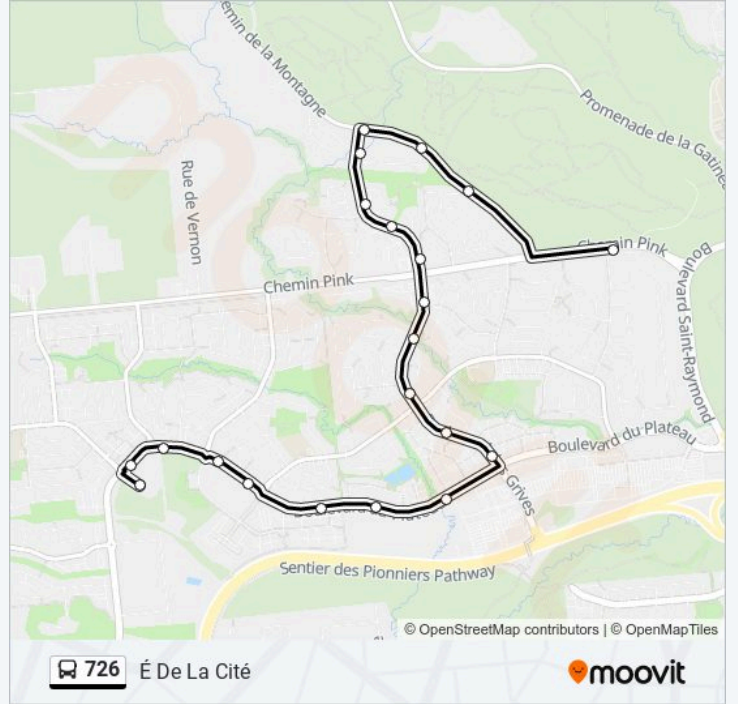 Chemin de la Montagne
Promenade de la Gatinea
Rue de Vernon
Chemin Pink
Chemin Pink
Boulevard Saint-Raymond
Boulevard du Plateau
Grives
Sentier des Pionniers Pathway
© OpenStreetMap contributors | © OpenMapTiles
726 É De La Cité
moovit